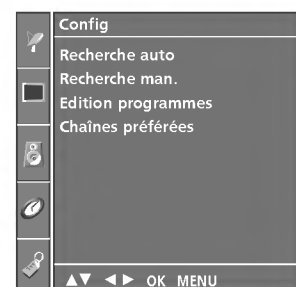 Config
Recherche auto
Recherche man.
Edition programmes
Chaînes préférées
▲▼ ◄► OK MENU